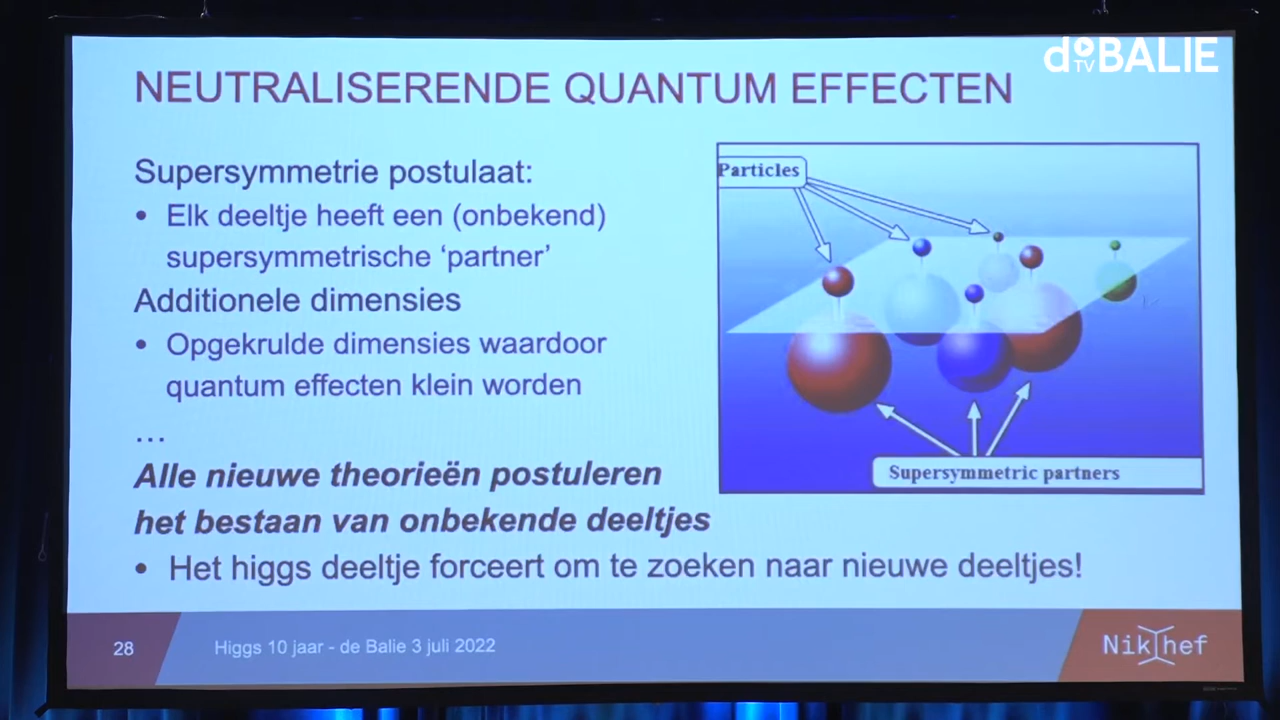 dTVBALIE
NEUTRALISERENDE QUANTUM EFFECTEN
Supersymmetrie postulaat:
• Elk deeltje heeft een (onbekend)
supersymmetrische ‘partner’
Additionele dimensies
• Opgekrulde dimensies waardoor
quantum effecten klein worden
…
Alle nieuwe theorieën postuleren
het bestaan van onbekende deeltjes
• Het higgs deeltje forceert om te zoeken naar nieuwe deeltjes!
Particles
Supersymmetric partners
28
Higgs 10 jaar - de Balie 3 juli 2022
Nikhef